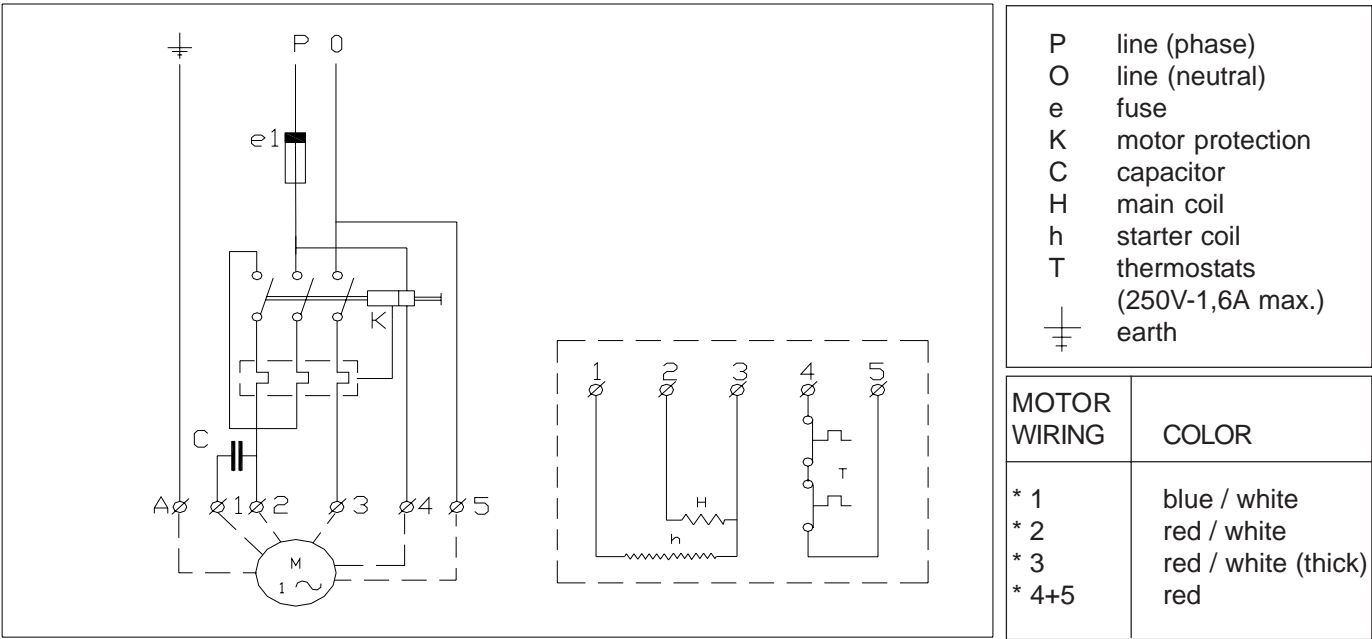 P 0
e1
K
C
A 1 2 3 4 5
M
1
1 2 3 4 5
T
H
h
P line (phase)
O line (neutral)
e fuse
K motor protection
C capacitor
H main coil
h starter coil
T thermostats
(250V-1,6A max.)
earth
MOTOR
WIRING COLOR
* 1 blue / white
* 2 red / white
* 3 red / white (thick)
* 4+5 red